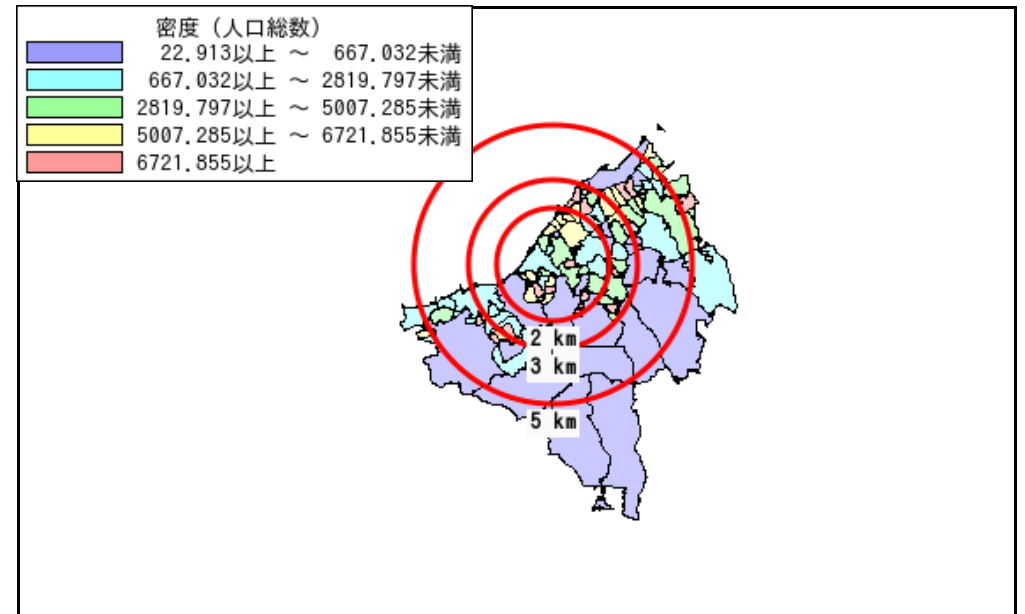 密度（人口総数）
22.913以上 ～ 667.032未満
667.032以上 ～ 2819.797未満
2819.797以上 ～ 5007.285未満
5007.285以上 ～ 6721.855未満
6721.855以上
2 km
3 km
5 km